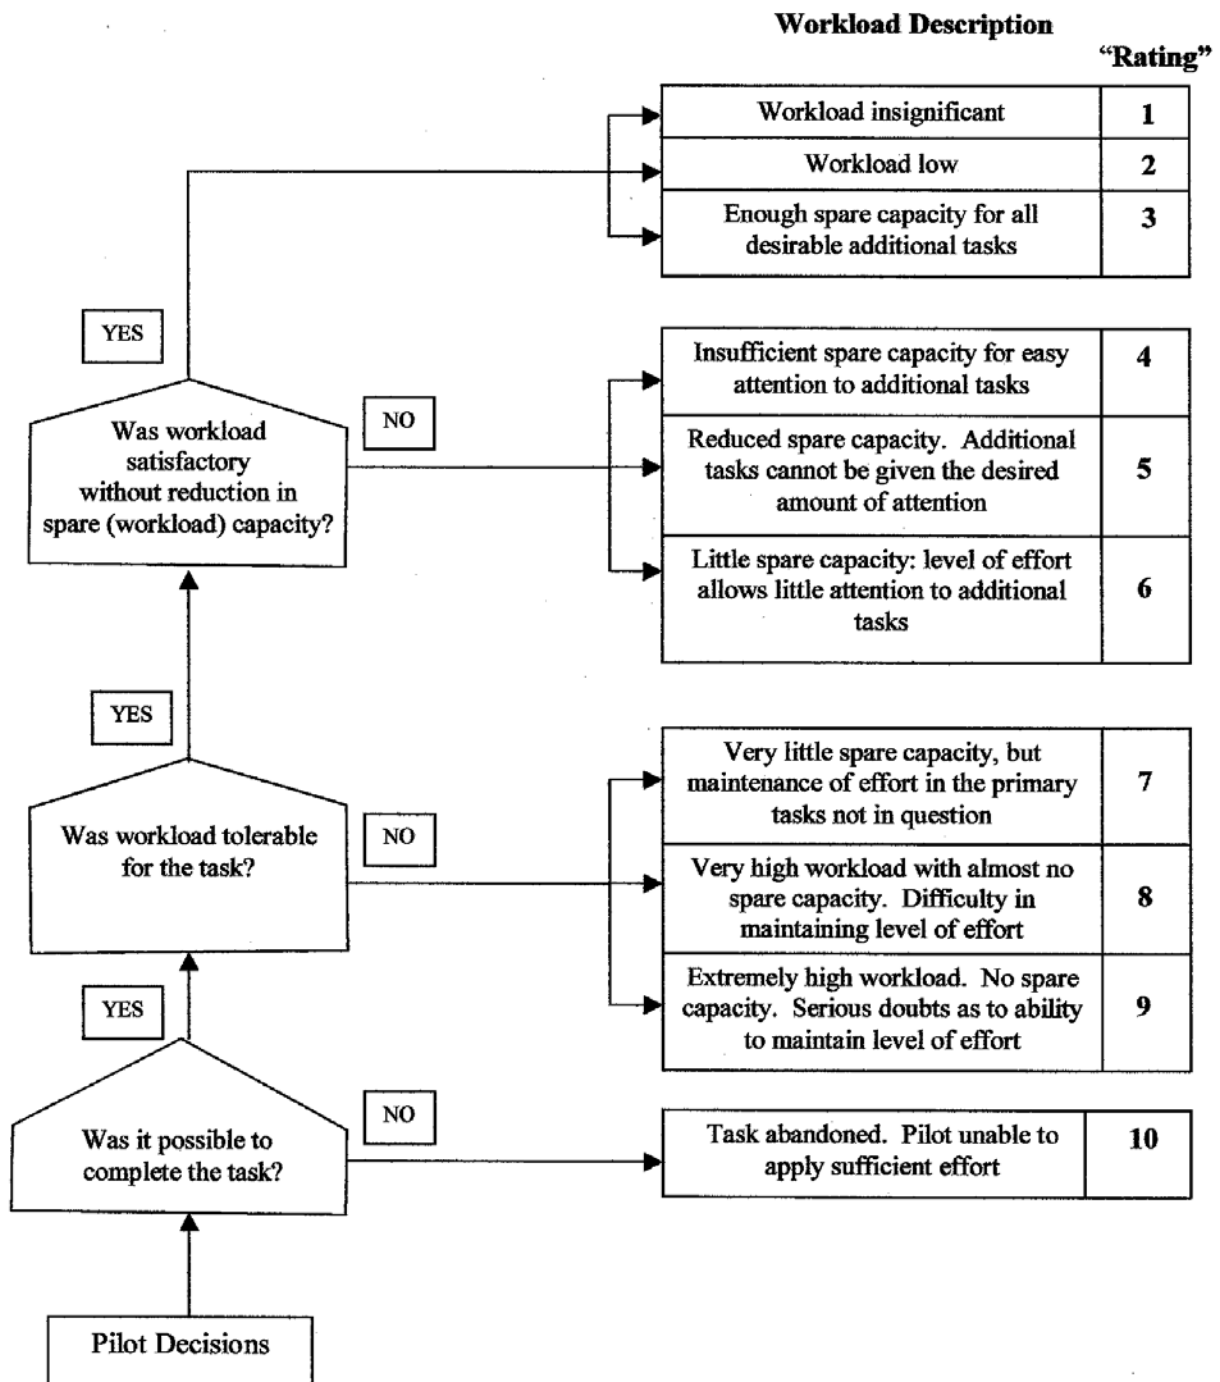 Workload Description
“Rating”
Workload insignificant
1
Workload low
2
Enough spare capacity for all
desirable additional tasks
3
YES
Insufficient spare capacity for easy
attention to additional tasks
4
NO
Was workload
satisfactory
without reduction in
spare (workload) capacity?
Reduced spare capacity. Additional
tasks cannot be given the desired
amount of attention
5
Little spare capacity: level of effort
allows little attention to additional
tasks
6
YES
Very little spare capacity, but
maintenance of effort in the primary
tasks not in question
7
Was workload tolerable
for the task?
NO
Very high workload with almost no
spare capacity. Difficulty in
maintaining level of effort
8
Extremely high workload. No spare
capacity. Serious doubts as to ability
to maintain level of effort
9
YES
NO
Was it possible to
complete the task?
Task abandoned. Pilot unable to
apply sufficient effort
10
Pilot Decisions